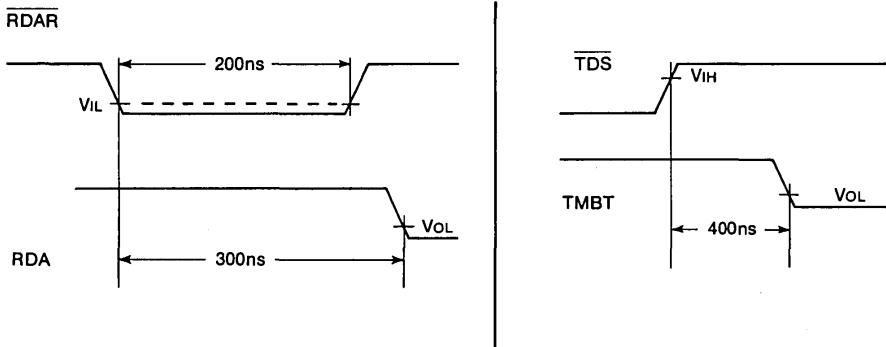 RDAR
200ns
VIL
RDA
VOL
300ns
TDS
VIH
TMBT
VOL
400ns